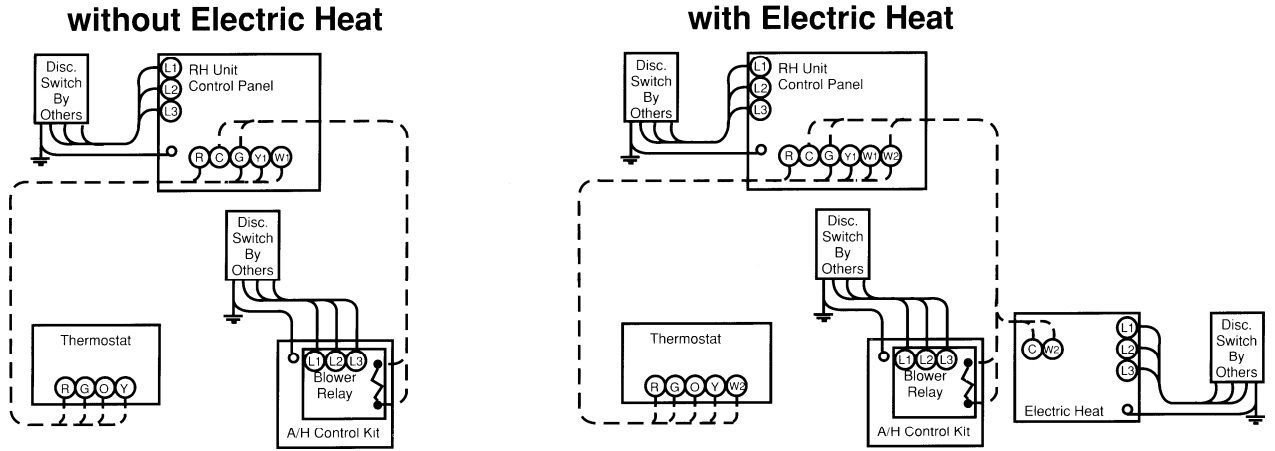 without Electric Heat
Disc.
Switch
By
Others
L1
L2
L3
RH Unit
Control Panel
R C G Y1 W1
Disc.
Switch
By
Others
Thermostat
R G O Y
L1 L2 L3
Blower
Relay
A/H Control Kit
with Electric Heat
Disc.
Switch
By
Others
L1
L2
L3
RH Unit
Control Panel
R C G Y1 W1 W2
Disc.
Switch
By
Others
Thermostat
R G O Y W2
L1 L2 L3
Blower
Relay
A/H Control Kit
C W2
L1
L2
L3
Electric Heat
Disc.
Switch
By
Others